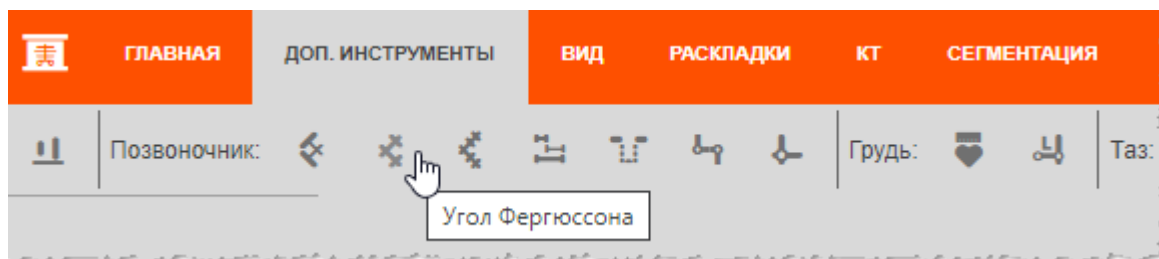 ГЛАВНАЯ ДОП. ИНСТРУМЕНТЫ ВИД РАСКЛАДКИ КТ СЕГМЕНТАЦИЯ
Позвоночник: Грудь: Таз:
Угол Фергюссона